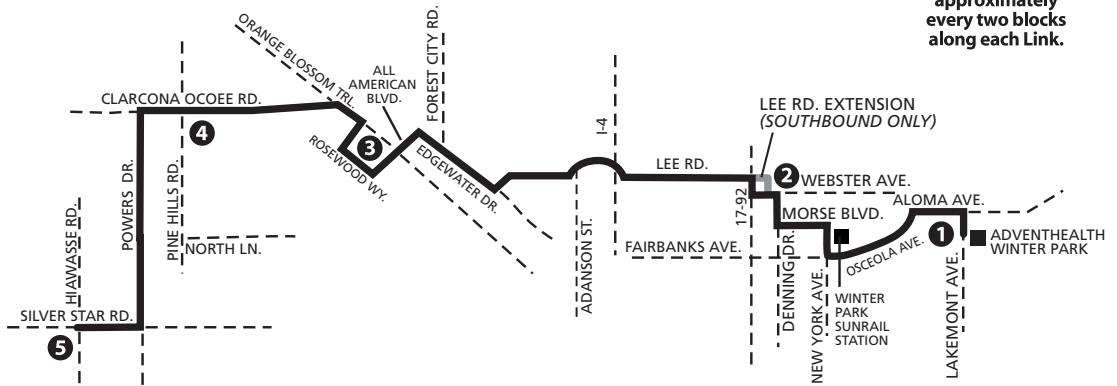 approximately
every two blocks
along each Link.
ORANGE BLOSSOM TRL.
FOREST CITY RD.
ALL
AMERICAN
BLVD.
CLARCONA OCOEE RD.
4
3
ROSEWOOD WY.
EDGEWATER DR.
I-4
LEE RD. EXTENSION
(SOUTHBOUND ONLY)
LEE RD.
2
WEBSTER AVE.
ALOMA AVE.
17-92
MORSE BLVD.
1
ADVENTHEALTH
WINTER PARK
HIAWASSE RD.
POWERS DR.
PINE HILLS RD.
NORTH LN.
ADANSON ST.
FAIRBANKS AVE.
OSCEOLA AVE.
DENNING DR.
NEW YORK AVE.
WINTER
PARK
SUNRAIL
STATION
LAKEMONT AVE.
SILVER STAR RD.
5